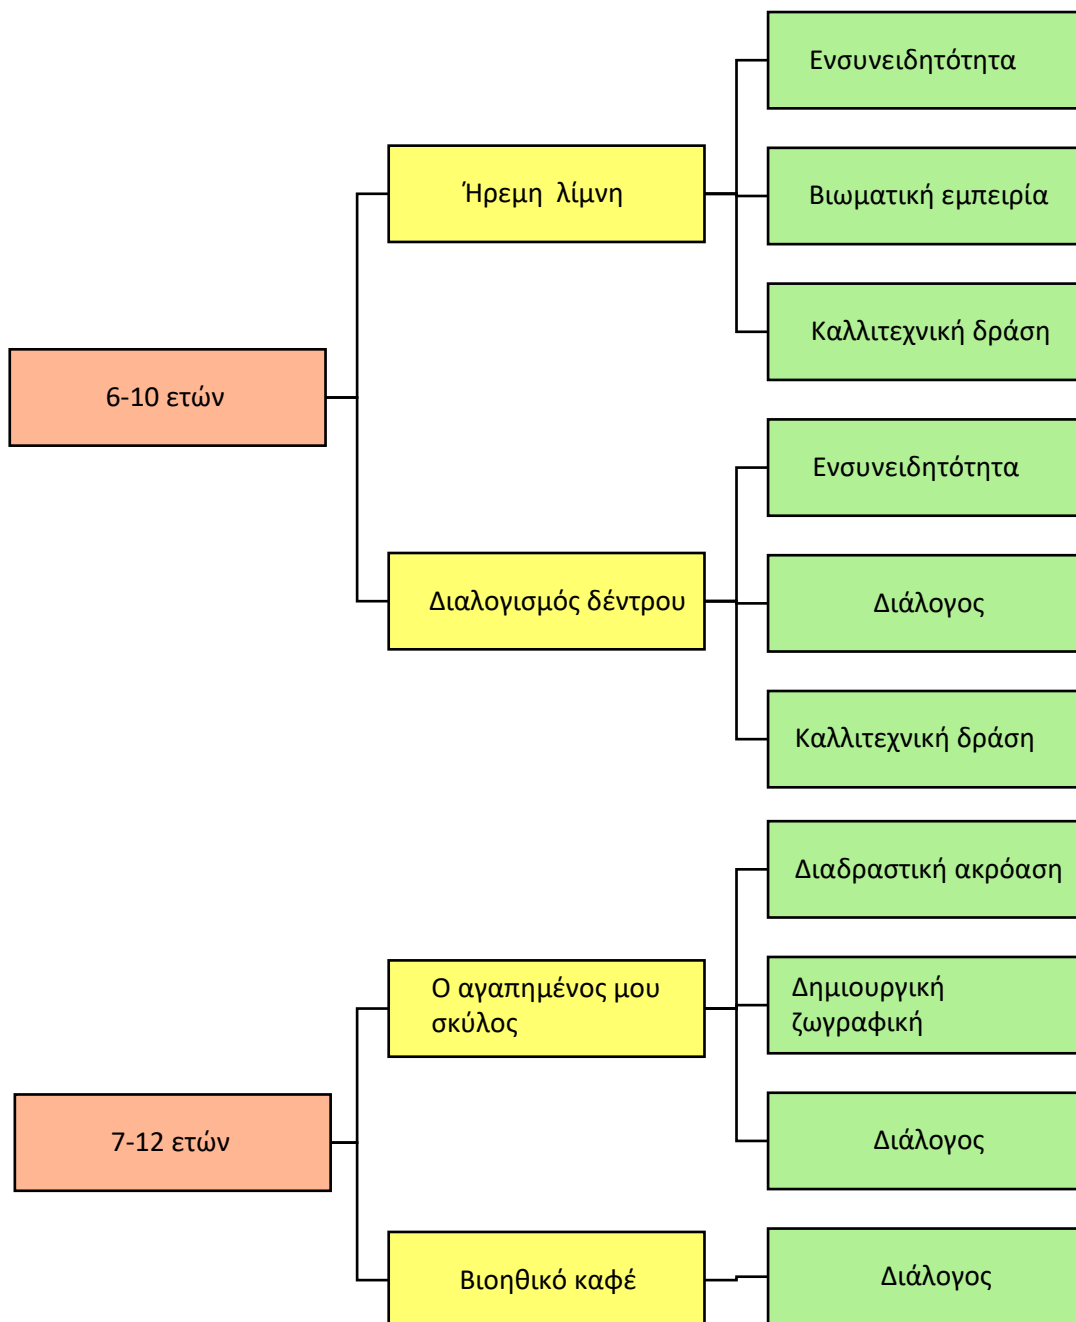 6-10 ετών
Ήρεμη λίμνη
Ενσυνειδητότητα
Βιωματική εμπειρία
Καλλιτεχνική δράση
Διαλογισμός δέντρου
Ενσυνειδητότητα
Διάλογος
Καλλιτεχνική δράση
7-12 ετών
Ο αγαπημένος μου
σκύλος
Διαδραστική ακρόαση
Δημιουργική
ζωγραφική
Διάλογος
Βιοηθικό καφέ
Διάλογος